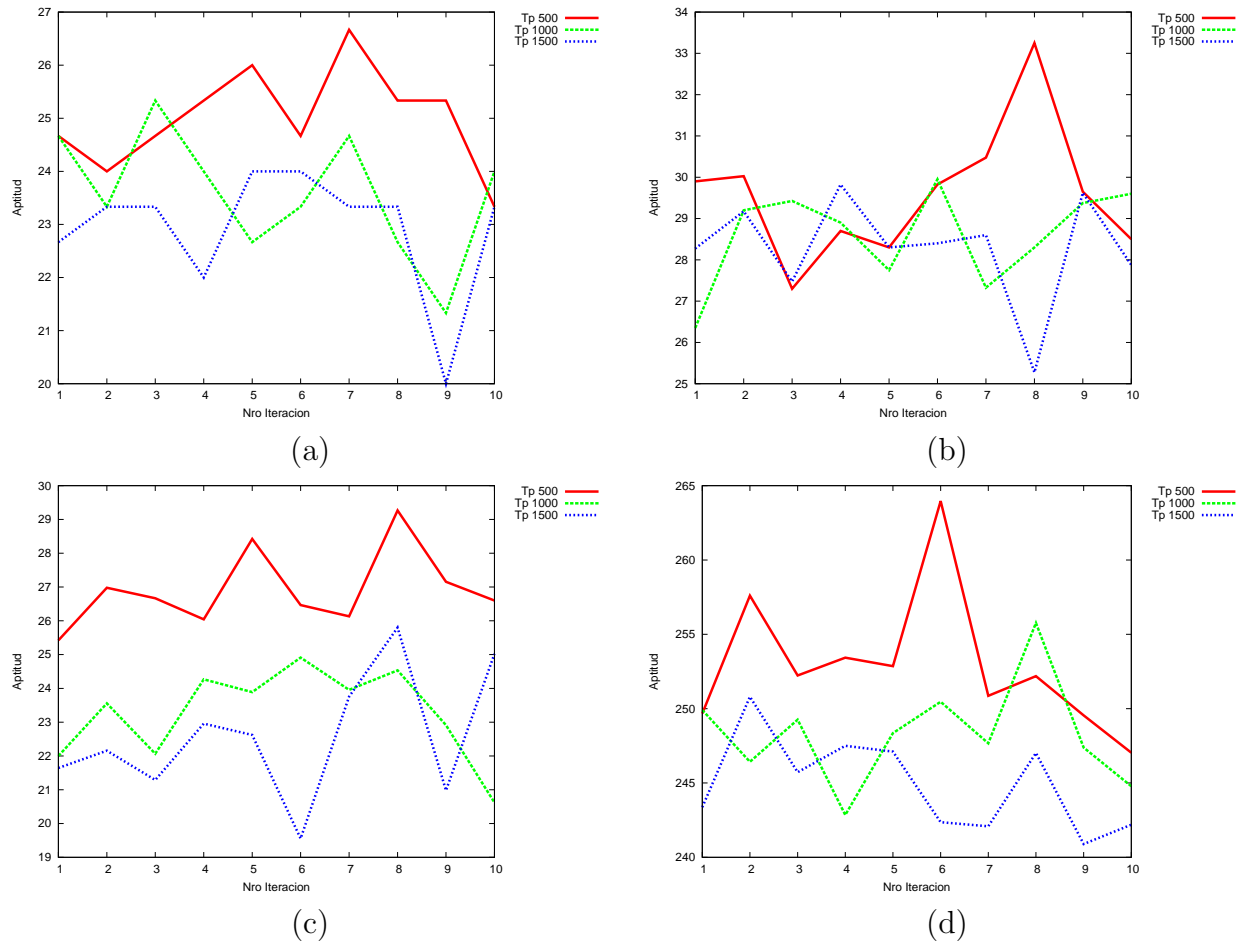 Tp 500
Tp 1000
Tp 1500
27
26
25
24
23
22
21
20
Aptitud
1 2 3 4 5 6 7 8 9 10
Nro Iteracion
(a)
Tp 500
Tp 1000
Tp 1500
34
33
32
31
30
29
28
27
26
25
Aptitud
1 2 3 4 5 6 7 8 9 10
Nro Iteracion
(b)
Tp 500
Tp 1000
Tp 1500
30
29
28
27
26
25
24
23
22
21
20
19
Aptitud
1 2 3 4 5 6 7 8 9 10
Nro Iteracion
(c)
Tp 500
Tp 1000
Tp 1500
265
260
255
250
245
240
Aptitud
1 2 3 4 5 6 7 8 9 10
Nro Iteracion
(d)